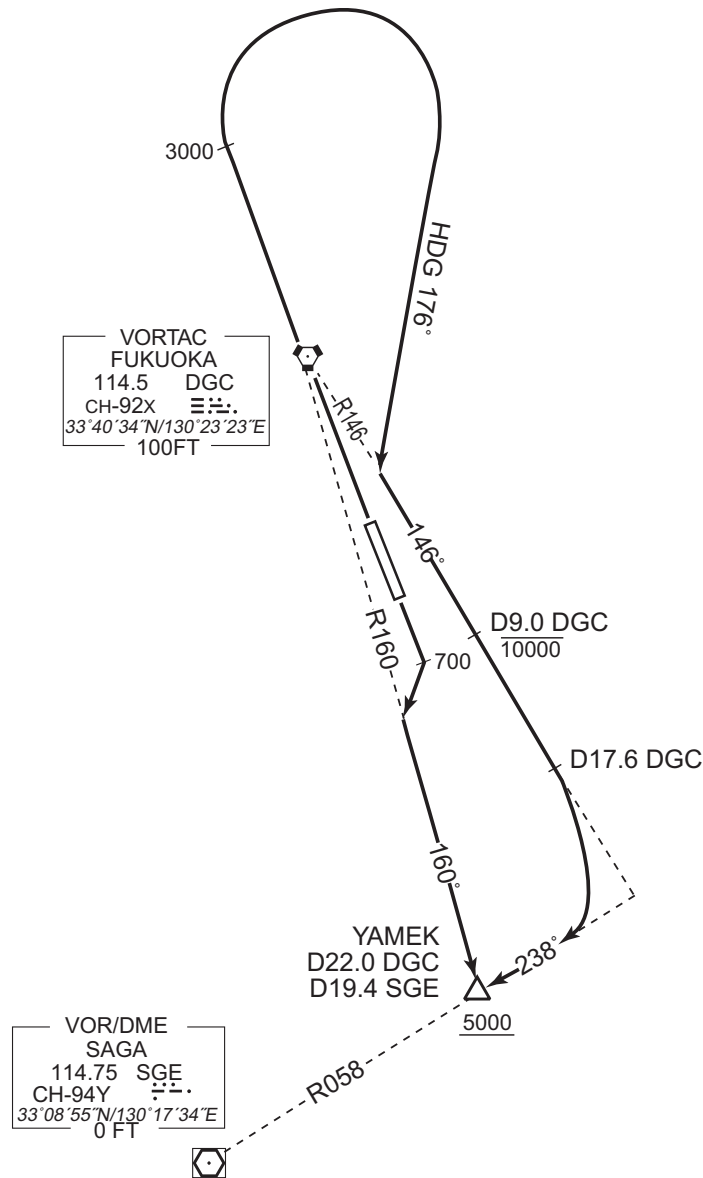 3000
HDG 176°
VORTAC
FUKUOKA
114.5 DGC
CH-92X
33°40´34˝N/130°23´23˝E
100FT
R146
146°
R160
D9.0 DGC
10000
700
D17.6 DGC
160°
YAMEK
D22.0 DGC
D19.4 SGE
238°
5000
VOR/DME
SAGA
114.75 SGE
CH-94Y
33°08´55˝N/130°17´34˝E
0 FT
R058